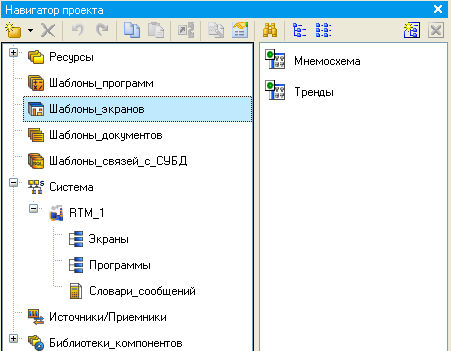 Навигатор проекта
Ресурсы
Шаблоны_программ
Шаблоны_экранов
Шаблоны_документов
Шаблоны_связей_с_СУБД
Система
RTM_1
Экраны
Программы
Словари_сообщений
Источники/Приемники
Библиотеки_компонентов
Мнемосхема
Тренды